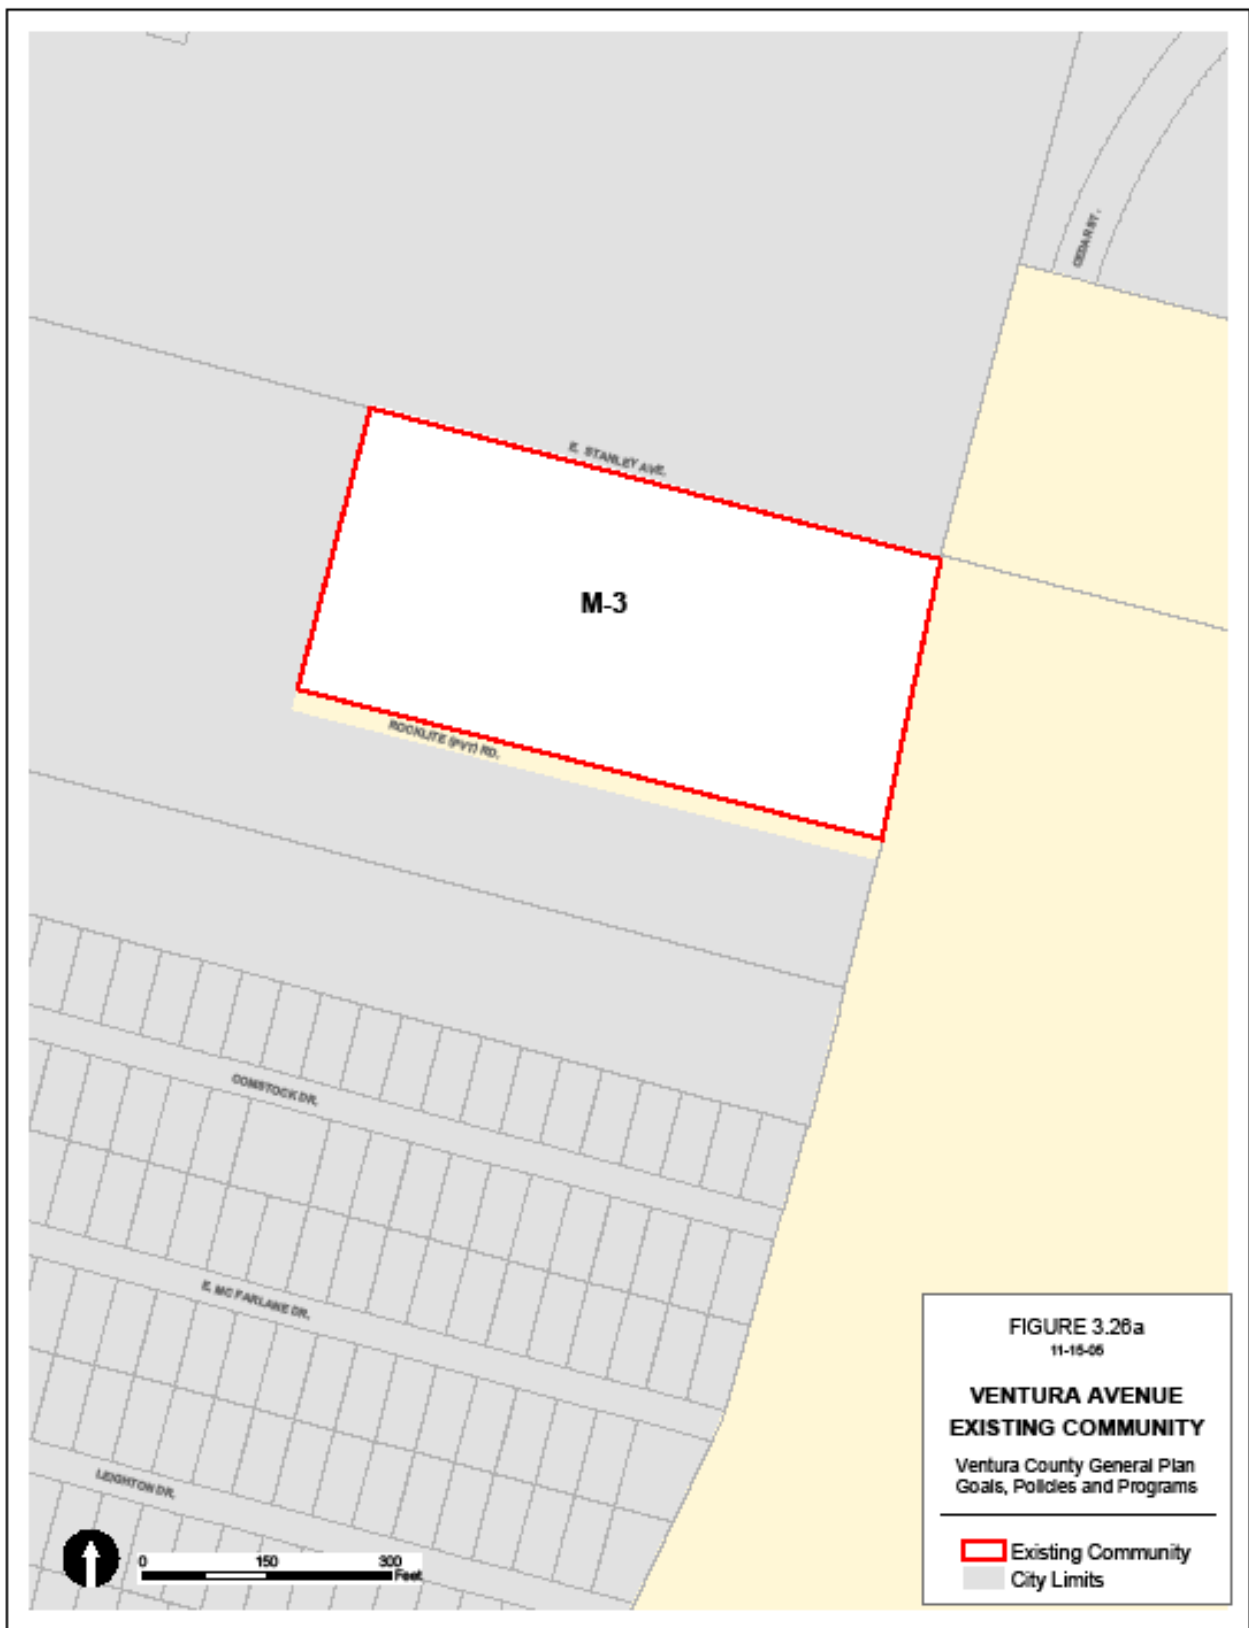 CEDAR ST.
E. STANLEY AVE.
M-3
ROCKLITE (PVT) RD.
COMSTOCK DR.
E. MC FARLANE DR.
LEIGHTON DR.
0 150 300
Feet
FIGURE 3.26a
11-15-05
VENTURA AVENUE
EXISTING COMMUNITY
Ventura County General Plan
Goals, Policies and Programs
Existing Community
City Limits